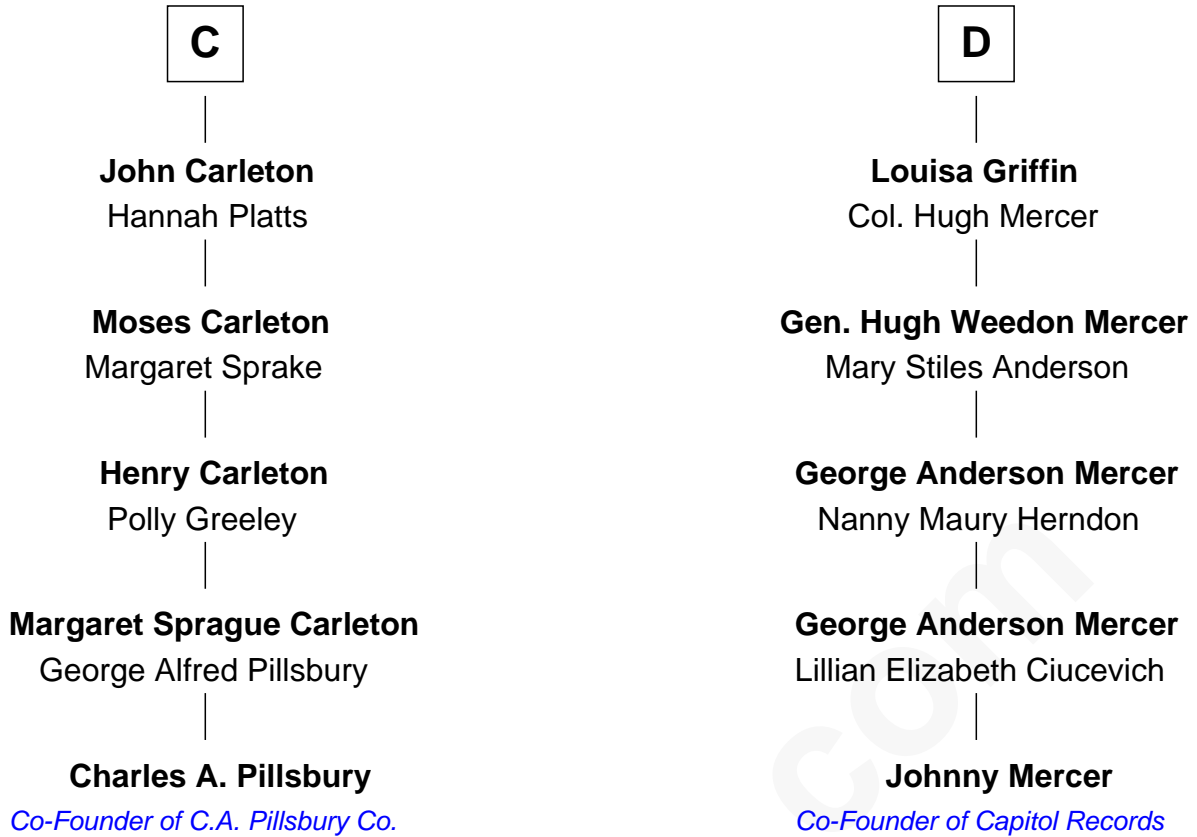 C
John Carleton
Hannah Platts
Moses Carleton
Margaret Sprake
Henry Carleton
Polly Greeley
Margaret Sprague Carleton
George Alfred Pillsbury
Charles A. Pillsbury
Co-Founder of C.A. Pillsbury Co.
D
Louisa Griffin
Col. Hugh Mercer
Gen. Hugh Weedon Mercer
Mary Stiles Anderson
George Anderson Mercer
Nanny Maury Herndon
George Anderson Mercer
Lillian Elizabeth Ciucevich
Johnny Mercer
Co-Founder of Capitol Records
com